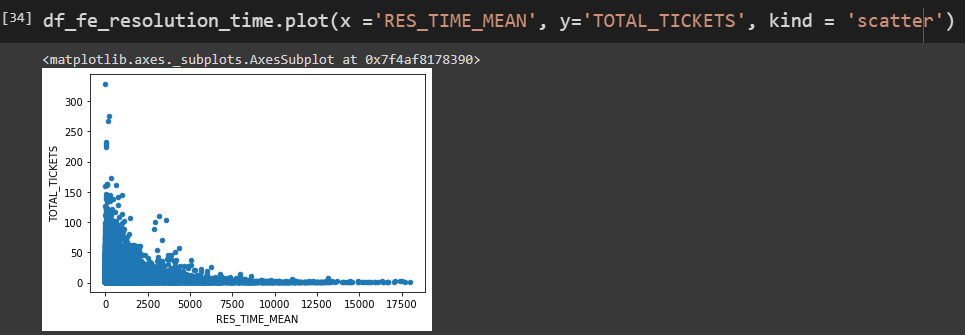 [34] df_fe_resolution_time.plot(x ='RES_TIME_MEAN', y='TOTAL_TICKETS', kind = 'scatter')
<matplotlib.axes._subplots.AxesSubplot at 0x7f4af8178390>
300
250
200
150
100
50
0
TOTAL_TICKETS
0 2500 5000 7500 10000 12500 15000 17500
RES_TIME_MEAN